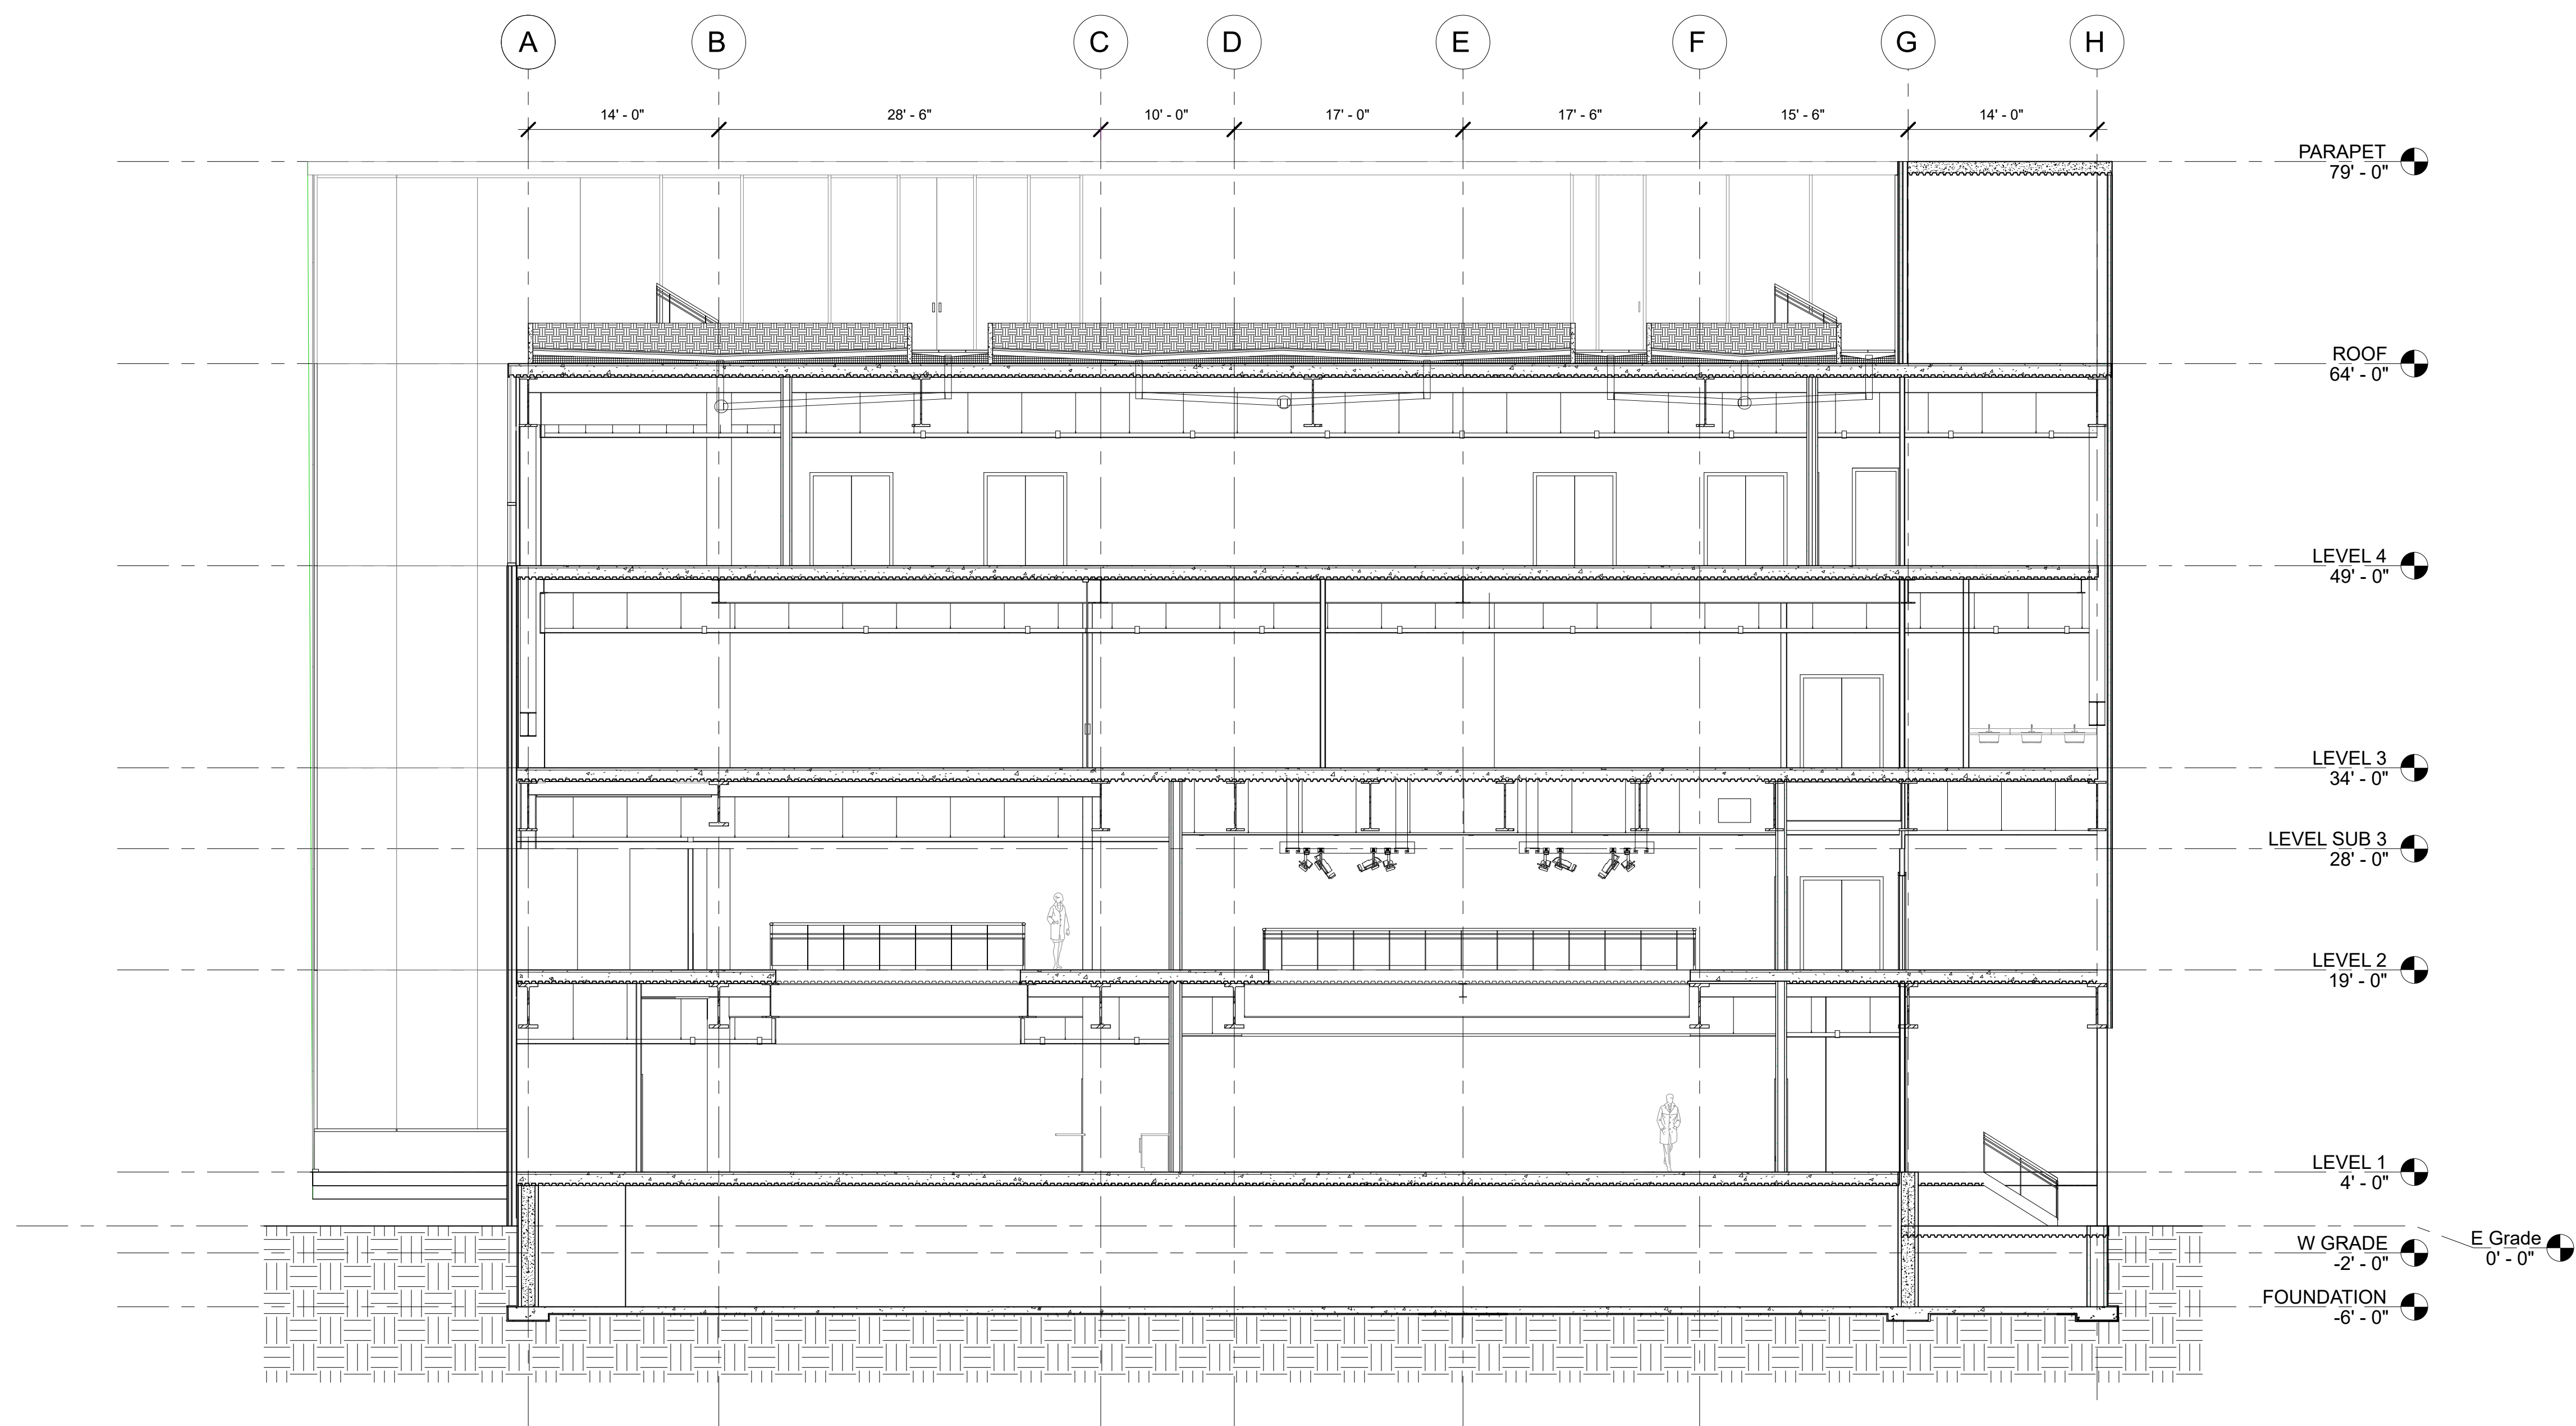 A B C D E F G H
14' - 0" 28' - 6" 10' - 0" 17' - 0" 17' - 6" 15' - 6" 14' - 0"
PARAPET
79' - 0"
ROOF
64' - 0"
LEVEL 4
49' - 0"
LEVEL 3
34' - 0"
LEVEL SUB 3
28' - 0"
LEVEL 2
19' - 0"
LEVEL 1
4' - 0"
E Grade
0' - 0"
W GRADE
-2' - 0"
FOUNDATION
-6' - 0"